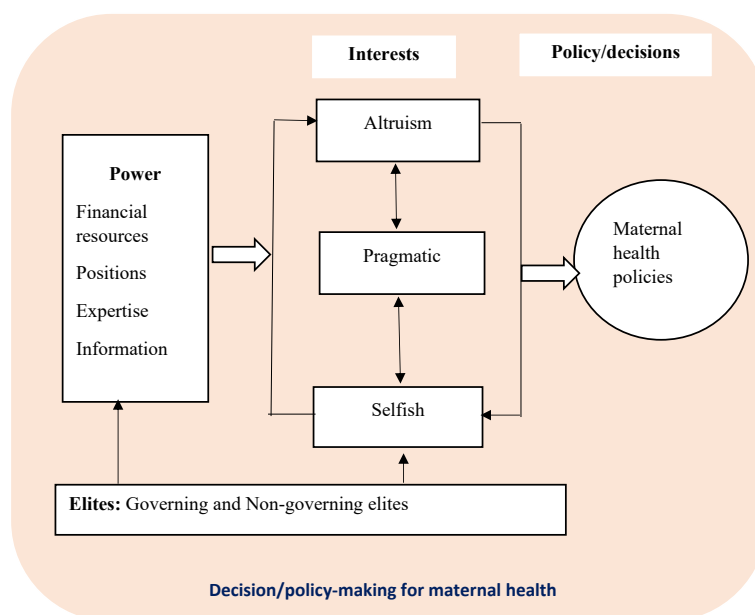 Interests
Policy/decisions
Power
Financial
resources
Positions
Expertise
Information
Altruism
Pragmatic
Selfish
Maternal
health
policies
Elites: Governing and Non-governing elites
Decision/policy-making for maternal health